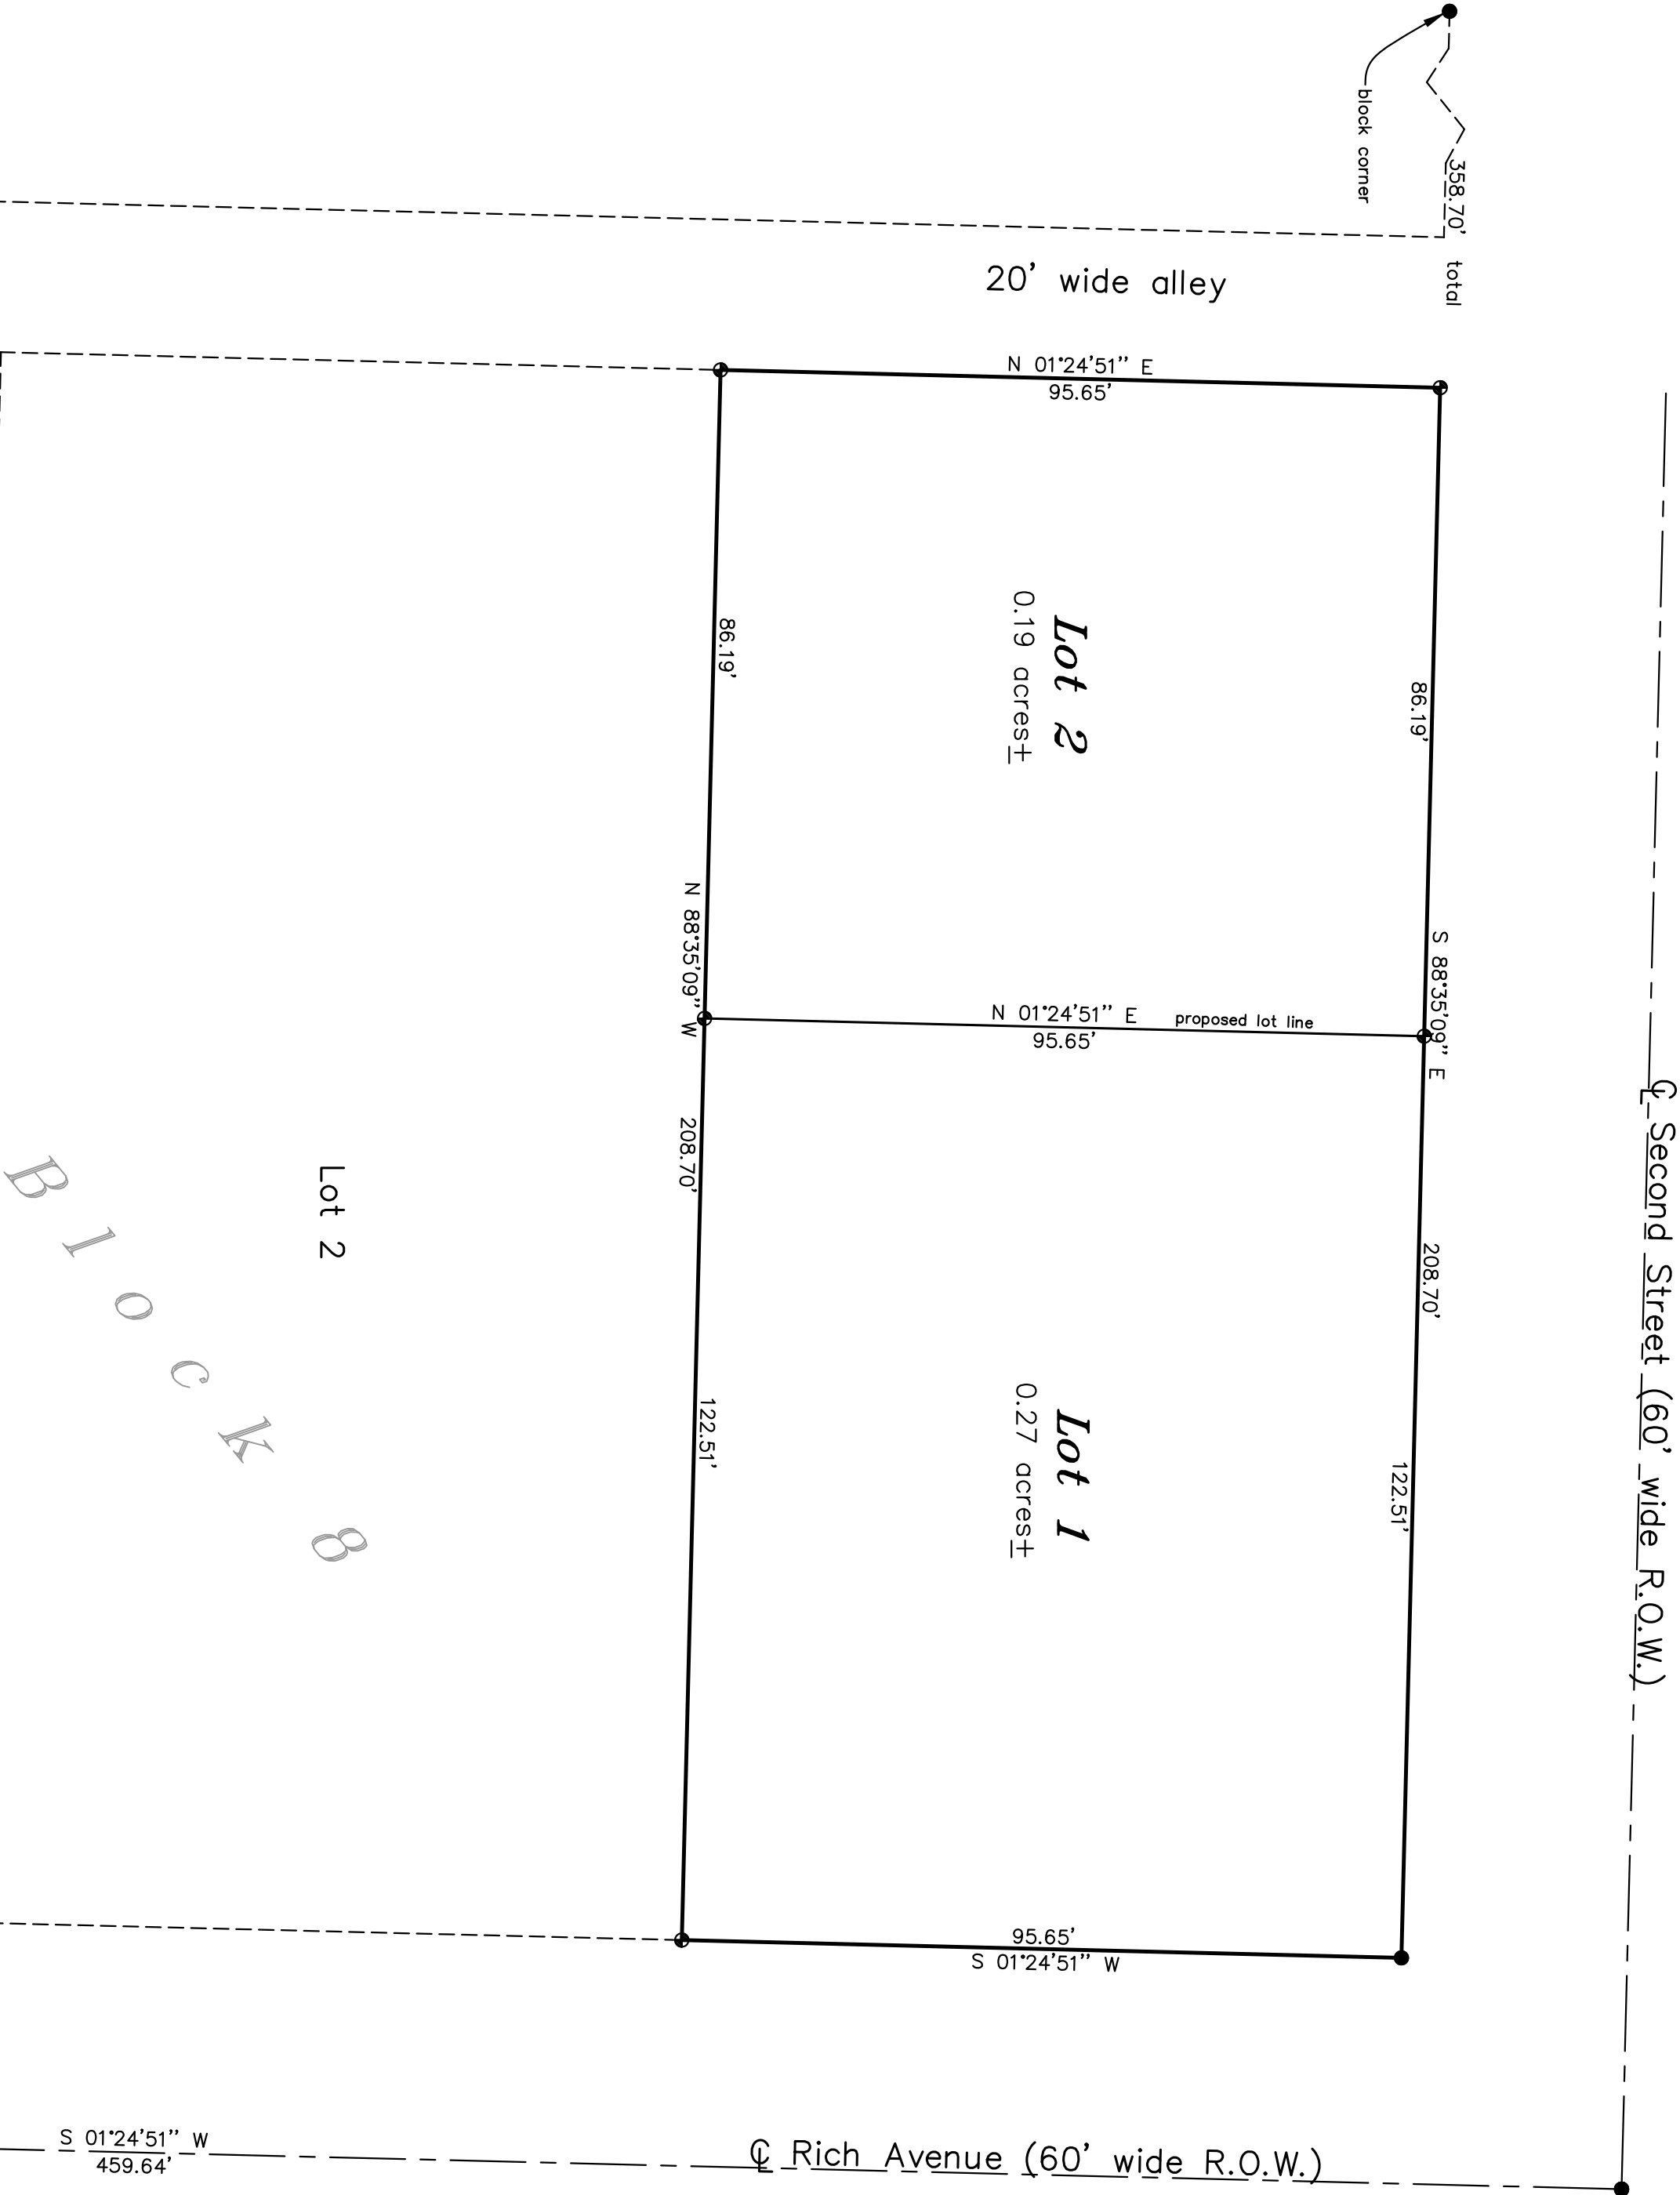 block corner
358.70' total
20' wide alley
N 01°24'51'' E
95.65'
86.19'
86.19'
Lot 2
0.19 acres±
N 88°35'09'' W
208.70'
S 88°35'09'' E
208.70'
N 01°24'51'' E
proposed lot line
95.65'
℄ Second Street (60' wide R.O.W.)
Lot 2
Block 8
Lot 1
0.27 acres±
122.51'
122.51'
95.65'
S 01°24'51'' W
S 01°24'51'' W
459.64'
℄ Rich Avenue (60' wide R.O.W.)